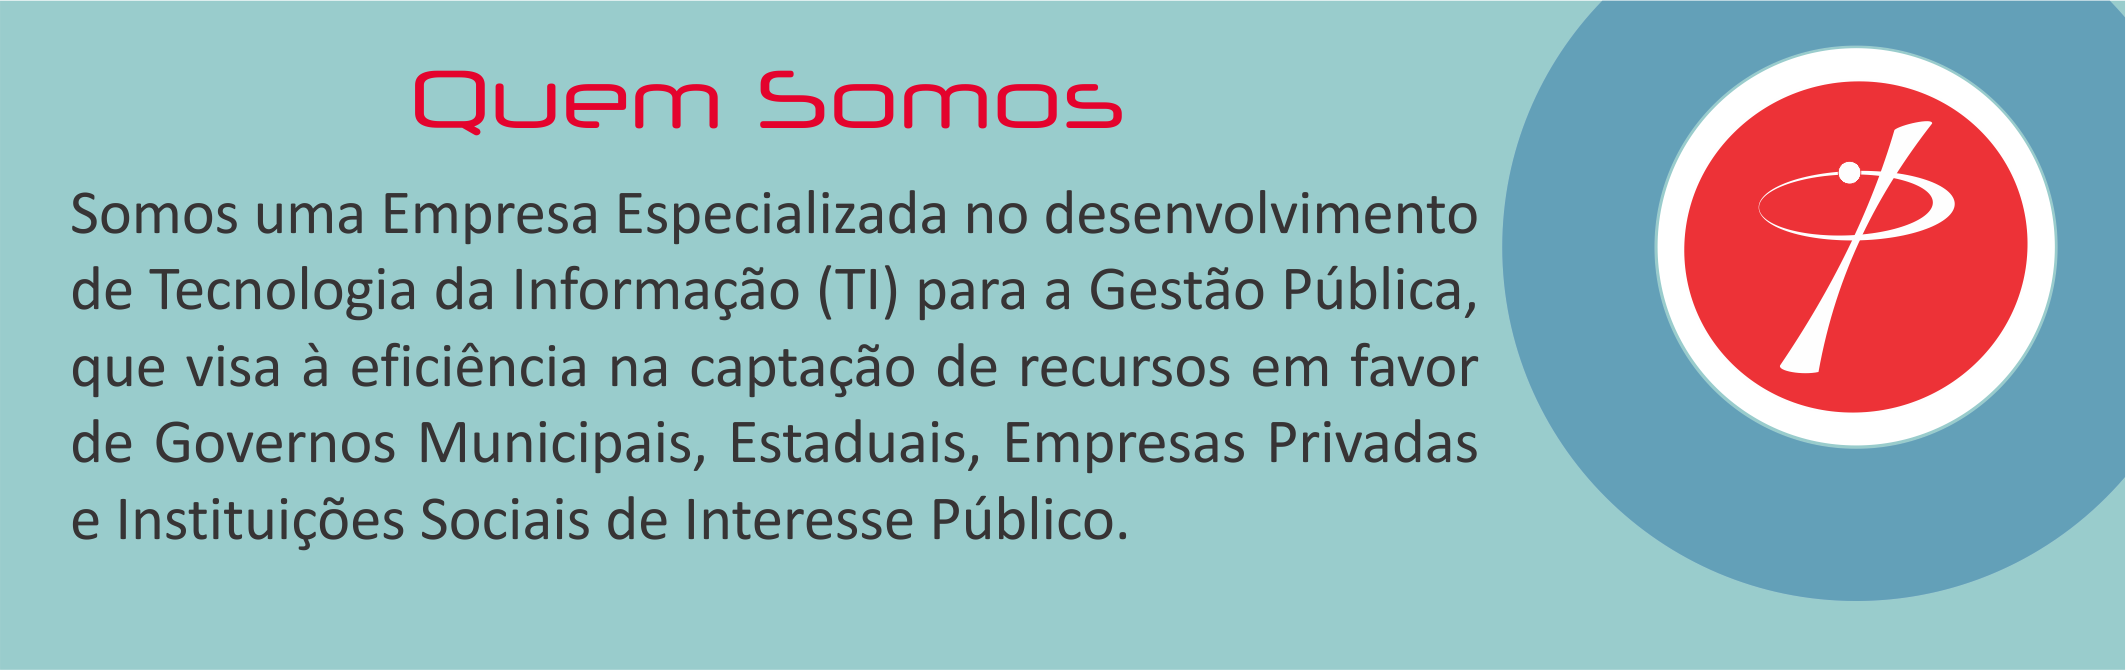 Quem Somos
Somos uma Empresa Especializada no desenvolvimento
de Tecnologia da Informação (TI) para a Gestão Pública,
que visa à eficiência na captação de recursos em favor
de Governos Municipais, Estaduais, Empresas Privadas
e Instituições Sociais de Interesse Público.